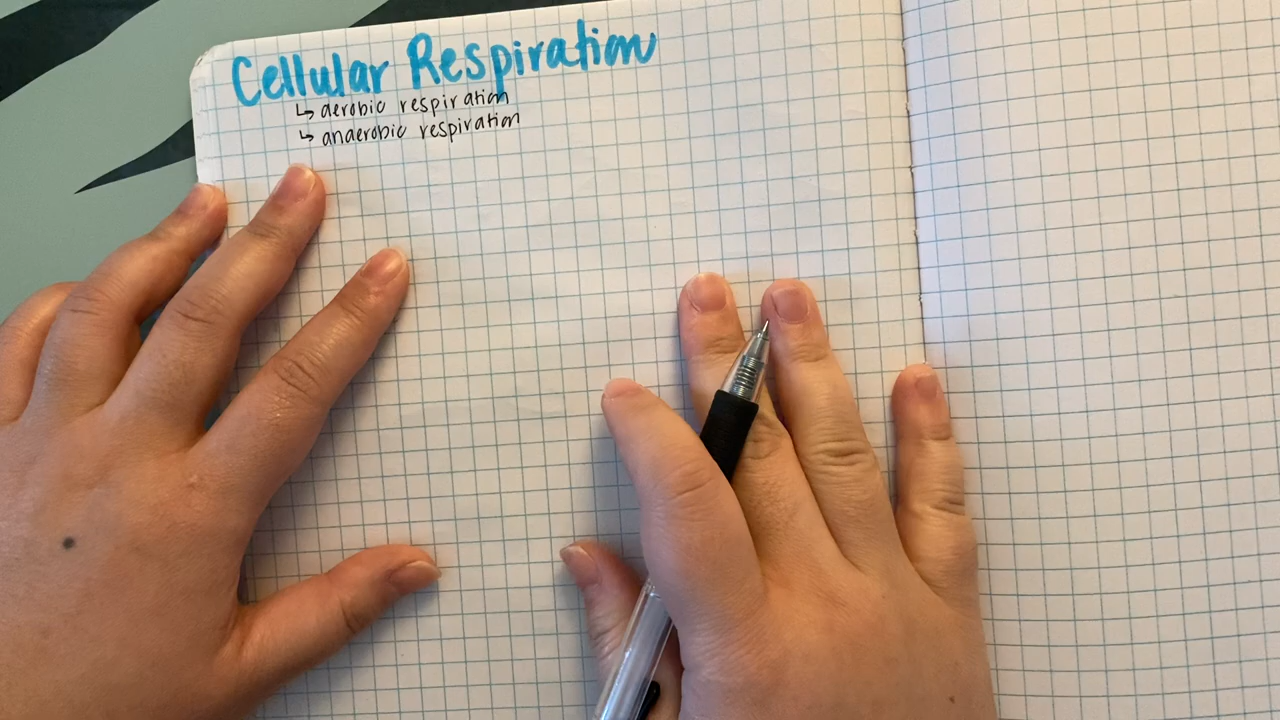 Cellular Respiration
↳ aerobic respiration
↳ anaerobic respiration